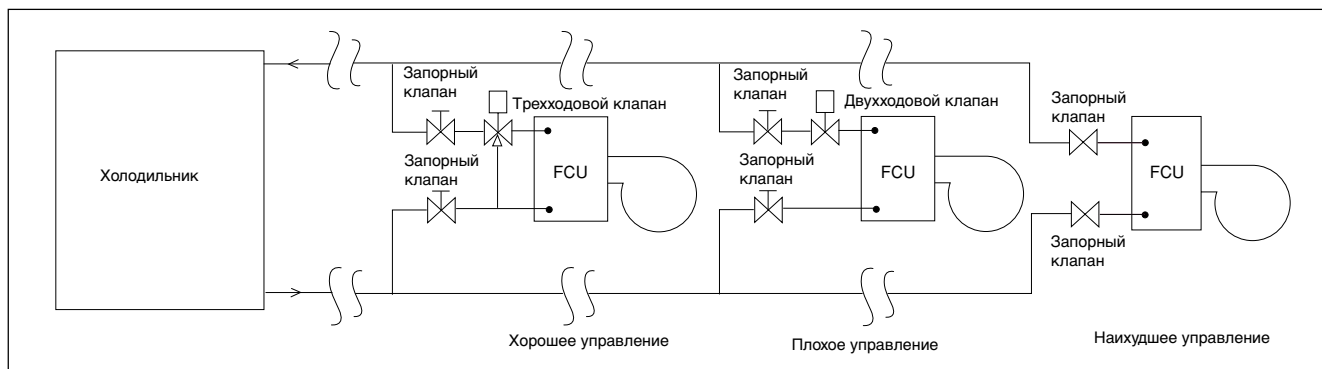 Холодильник
Запорный
клапан
Трехходовой клапан
Запорный
клапан
FCU
Хорошее управление
Запорный
клапан
Двухходовой клапан
Запорный
клапан
FCU
Плохое управление
Запорный
клапан
FCU
Запорный
клапан
Наихудшее управление